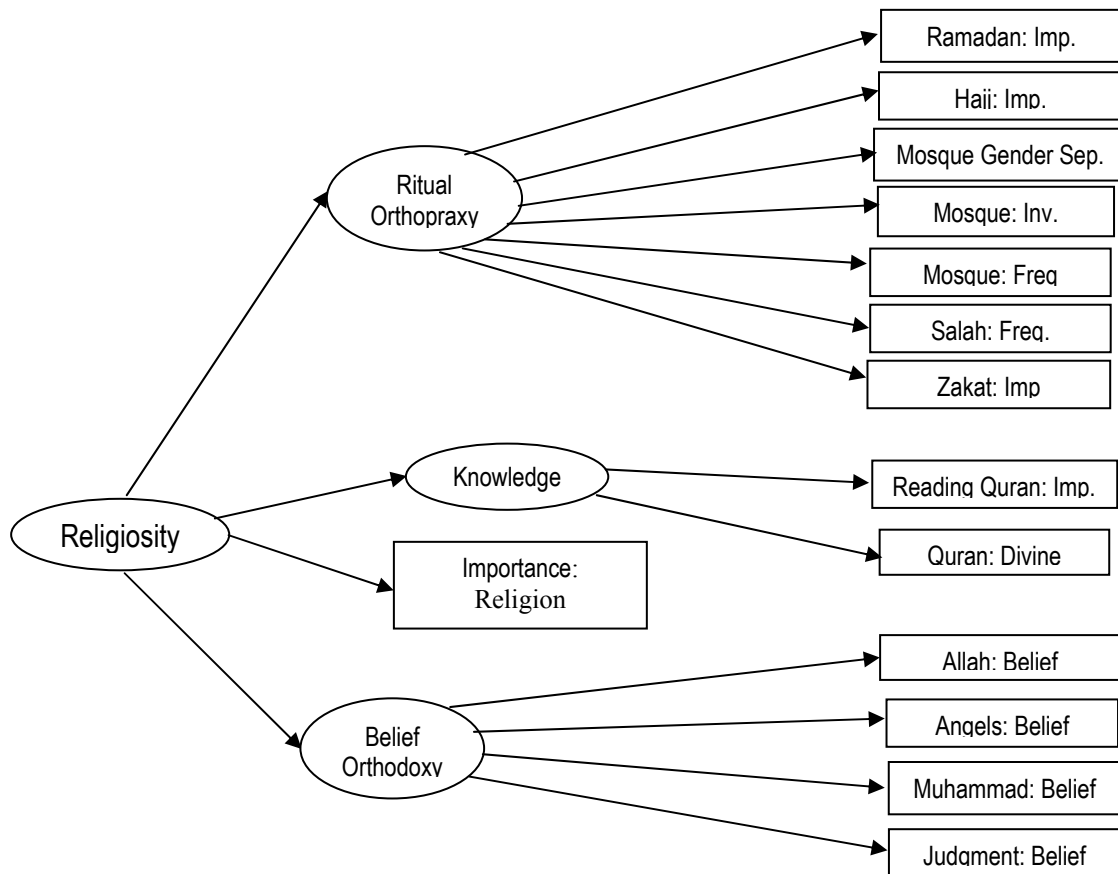 Ramadan: Imp.
Hajj: Imp.
Mosque Gender Sep.
Mosque: Inv.
Mosque: Freq
Salah: Freq.
Zakat: Imp
Ritual
Orthopraxy
Knowledge
Reading Quran: Imp.
Quran: Divine
Religiosity
Importance:
Religion
Allah: Belief
Angels: Belief
Muhammad: Belief
Judgment: Belief
Belief
Orthodoxy